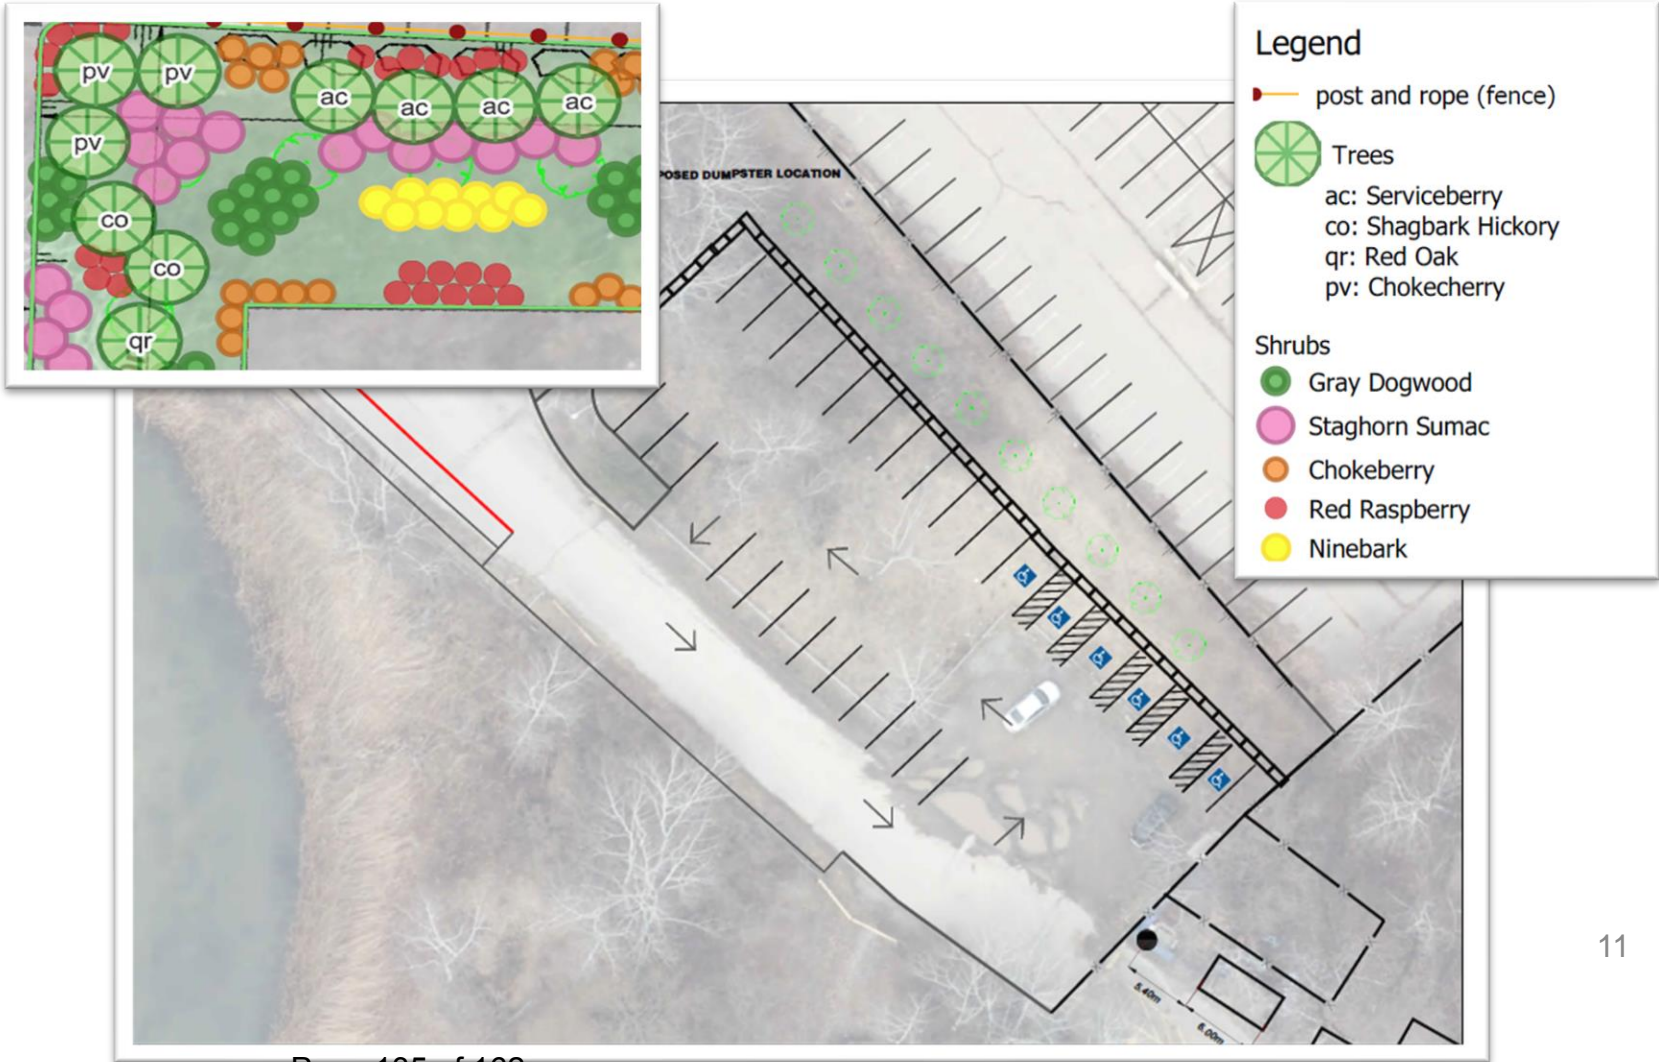 pv
pv
ac
ac
ac
ac
pv
co
co
qr
Legend
post and rope (fence)
Trees
ac: Serviceberry
co: Shagbark Hickory
qr: Red Oak
pv: Chokecherry
Shrubs
Gray Dogwood
Staghorn Sumac
Chokeberry
Red Raspberry
Ninebark
POSED DUMPSTER LOCATION
5.40m
6.00m
11